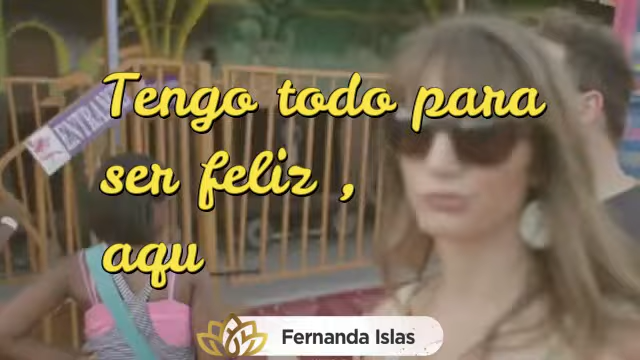 Tengo todo para
ser feliz ,
aqu
Fernanda Islas